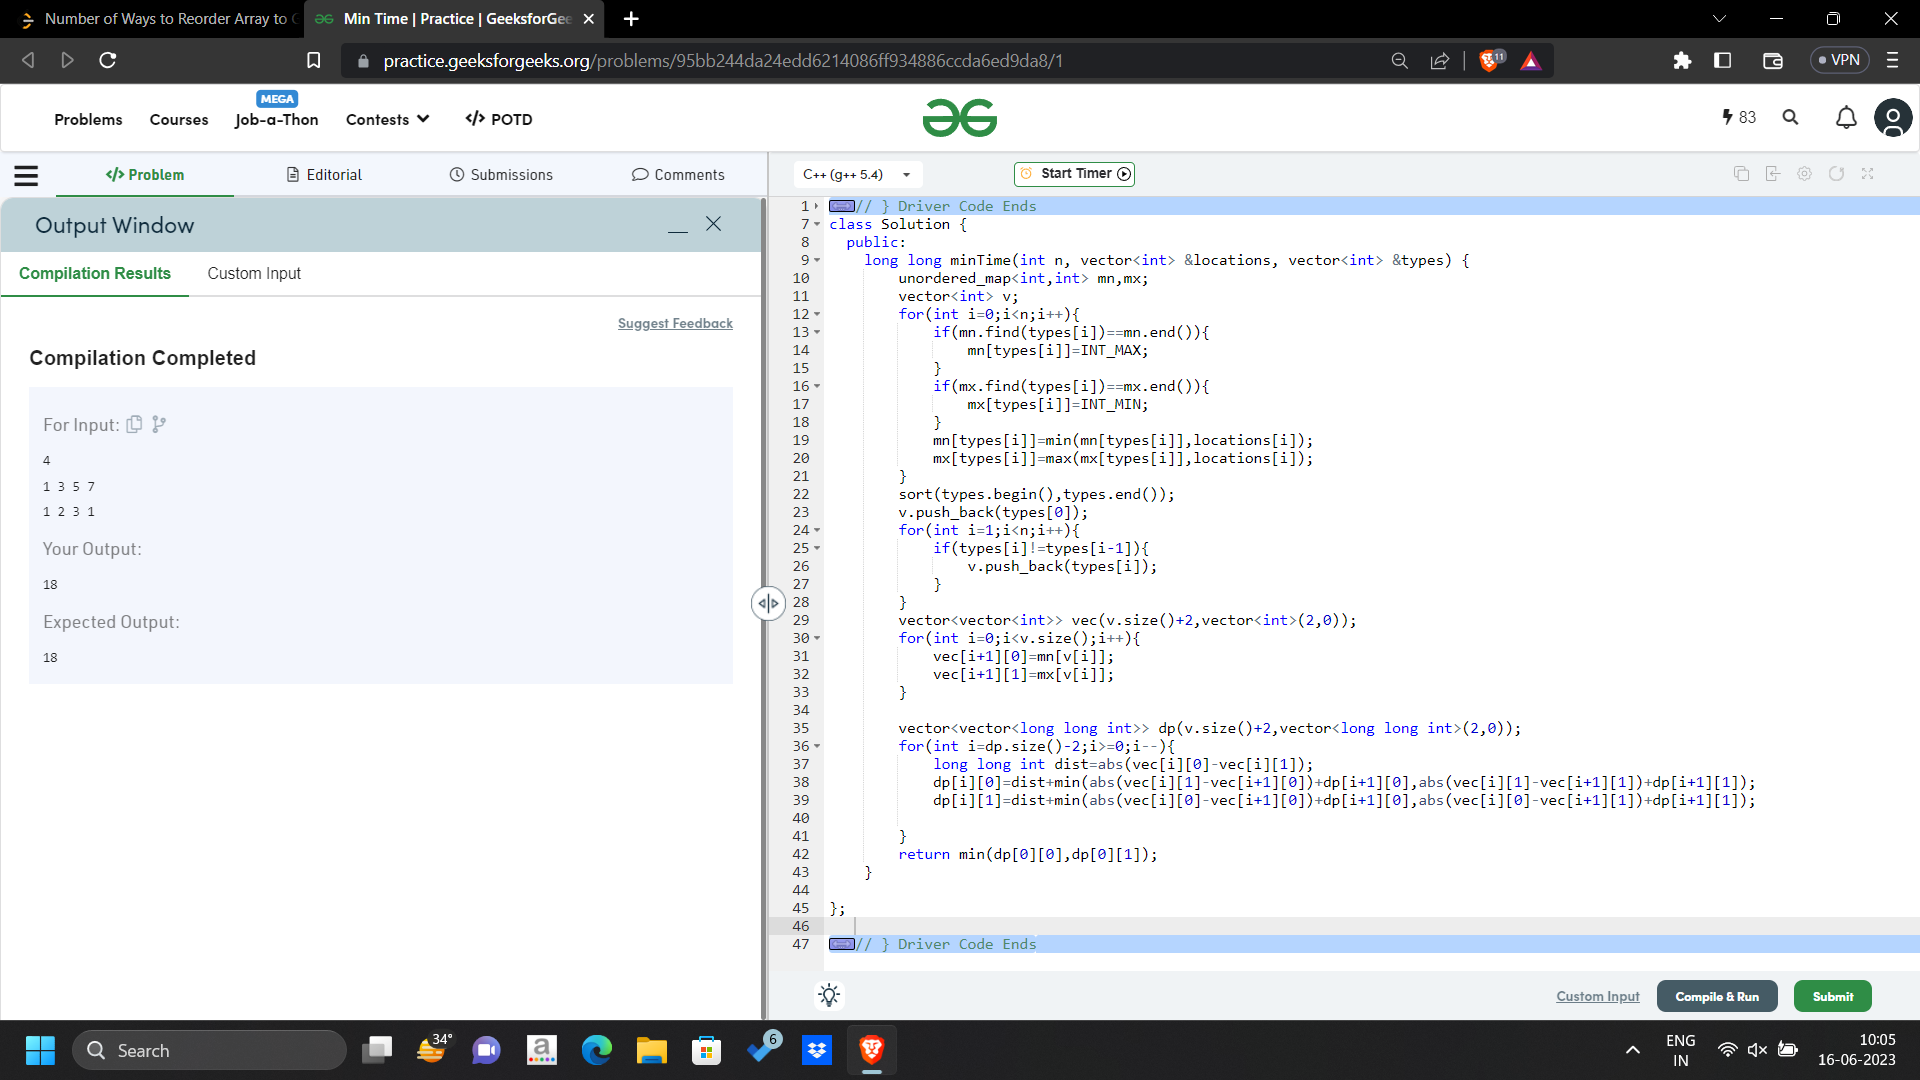 Number of Ways to Reorder Array to
Min Time | Practice | GeeksforGee
practice.geeksforgeeks.org/problems/95bb244da24edd6214086ff934886ccda6ed9da8/1
11
VPN
Problems
Courses
MEGA
Job-a-Thon
Contests
</> POTD
83
</> Problem
Editorial
Submissions
Comments
C++ (g++ 5.4)
Start Timer
Output Window
Compilation Results
Custom Input
Suggest Feedback
Compilation Completed
For Input:
4
1 3 5 7
1 2 3 1
Your Output:
18
Expected Output:
18
1 // } Driver Code Ends
7 class Solution {
8 public:
9 long long minTime(int n, vector<int> &locations, vector<int> &types) {
10 unordered_map<int,int> mn,mx;
11 vector<int> v;
12 for(int i=0;i<n;i++){
13 if(mn.find(types[i])==mn.end()){
14 mn[types[i]]=INT_MAX;
15 }
16 if(mx.find(types[i])==mx.end()){
17 mx[types[i]]=INT_MIN;
18 }
19 mn[types[i]]=min(mn[types[i]],locations[i]);
20 mx[types[i]]=max(mx[types[i]],locations[i]);
21 }
22 sort(types.begin(),types.end());
23 v.push_back(types[0]);
24 for(int i=1;i<n;i++){
25 if(types[i]!=types[i-1]){
26 v.push_back(types[i]);
27 }
28 }
29 vector<vector<int>> vec(v.size()+2,vector<int>(2,0));
30 for(int i=0;i<v.size();i++){
31 vec[i+1][0]=mn[v[i]];
32 vec[i+1][1]=mx[v[i]];
33 }
34
35 vector<vector<long long int>> dp(v.size()+2,vector<long long int>(2,0));
36 for(int i=dp.size()-2;i>=0;i--){
37 long long int dist=abs(vec[i][0]-vec[i][1]);
38 dp[i][0]=dist+min(abs(vec[i][1]-vec[i+1][0])+dp[i+1][0],abs(vec[i][1]-vec[i+1][1])+dp[i+1][1]);
39 dp[i][1]=dist+min(abs(vec[i][0]-vec[i+1][0])+dp[i+1][0],abs(vec[i][0]-vec[i+1][1])+dp[i+1][1]);
40
41 }
42 return min(dp[0][0],dp[0][1]);
43 }
44
45 };
46
47 // } Driver Code Ends
Custom Input
Compile & Run
Submit
Search
34°
a
6
ENG
IN
10:05
16-06-2023